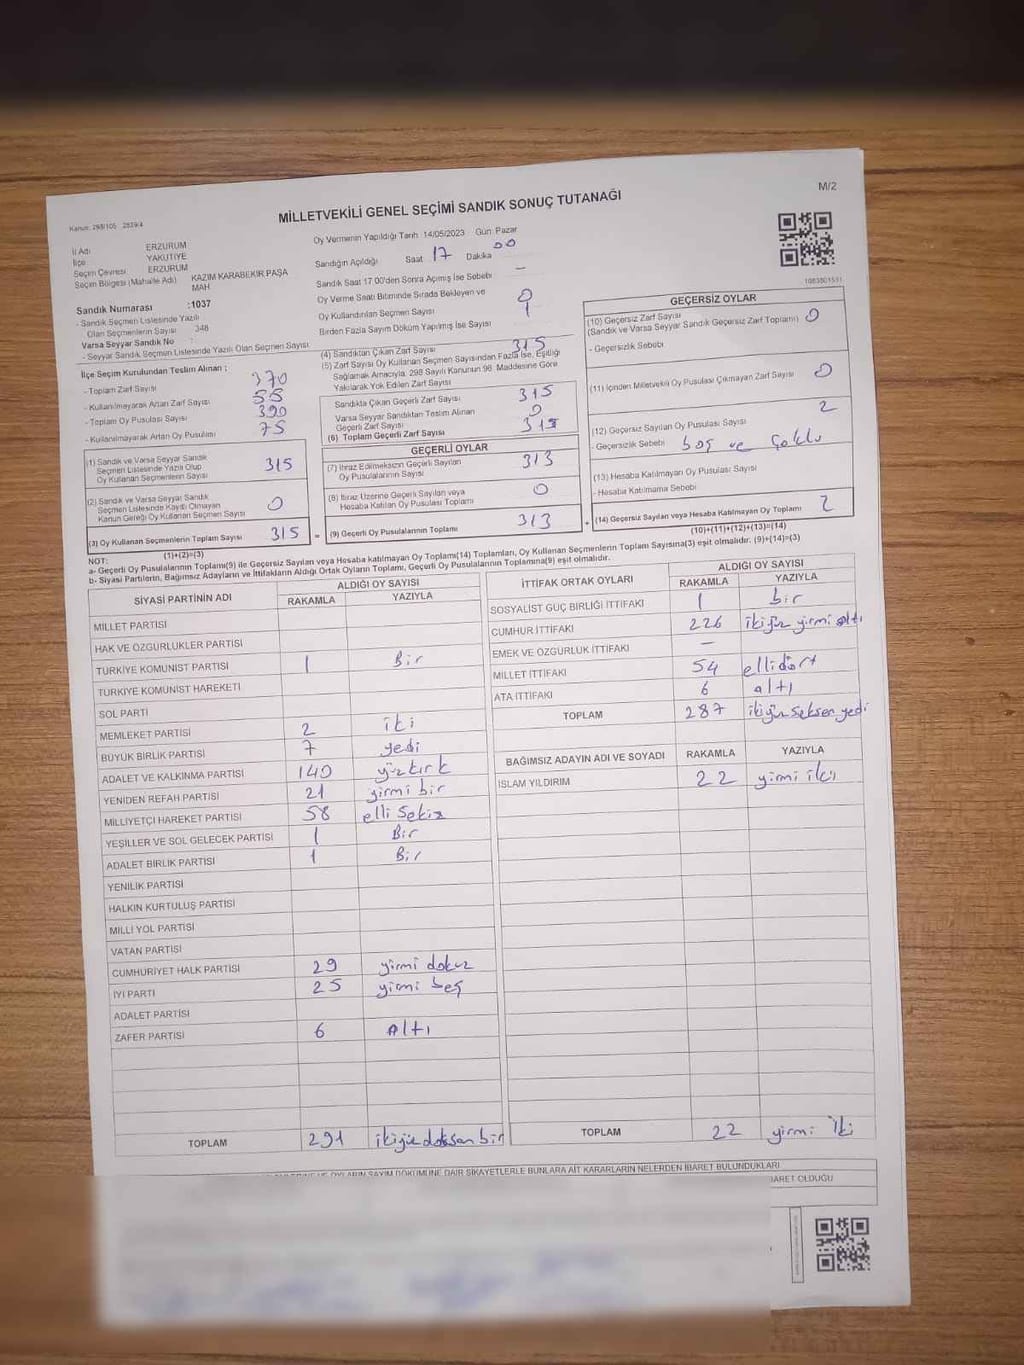 Kanun: 298/105 2839/4
MİLLETVEKİLİ GENEL SEÇİMİ SANDIK SONUÇ TUTANAĞI
M/2
İl Adı ERZURUM
İlçe YAKUTİYE
Seçim Çevresi ERZURUM
Seçim Bölgesi (Mahalle Adı) KAZIM KARABEKİR PAŞA MAH
Sandık Numarası :1037
- Sandık Seçmen Listesinde Yazılı
Olan Seçmenlerin Sayısı 348
Varsa Seyyar Sandık No :
- Seyyar Sandık Seçmen Listesinde Yazılı Olan Seçmen Sayısı
Oy Vermenin Yapıldığı Tarih 14/05/2023 Gün: Pazar
Sandığın Açıldığı Saat 17 Dakika 00
Sandık Saat 17:00'den Sonra Açılmış İse Sebebi —
Oy Verme Saati Bitiminde Sırada Bekleyen ve
Oy Kullandırılan Seçmen Sayısı 0
Birden Fazla Sayım Döküm Yapılmış İse Sayısı 1
İlçe Seçim Kurulundan Teslim Alınan ;
- Toplam Zarf Sayısı 370
- Kullanılmayarak Artan Zarf Sayısı 55
- Toplam Oy Pusulası Sayısı 390
- Kullanılmayarak Artan Oy Pusulası 75
(1) Sandık ve Varsa Seyyar Sandık
Seçmen Listesinde Yazılı Olup
Oy Kullanan Seçmenlerin Sayısı 315
(2) Sandık ve Varsa Seyyar Sandık
Seçmen Listesinde Kaydı Olmayan
Kanun Gereği Oy Kullanan Seçmen Sayısı 0
(3) Oy Kullanan Seçmenlerin Toplam Sayısı 315
(1)+(2)=(3)
(4) Sandıktan Çıkan Zarf Sayısı 315
(5) Zarf Sayısı Oy Kullanan Seçmen Sayısından Fazla İse, Eşitliği
Sağlamak Amacıyla, 298 Sayılı Kanunun 98. Maddesine Göre
Yakılarak Yok Edilen Zarf Sayısı
Sandıkta Çıkan Geçerli Zarf Sayısı 315
Varsa Seyyar Sandıktan Teslim Alınan
Geçerli Zarf Sayısı 0
(6) Toplam Geçerli Zarf Sayısı 315
GEÇERLİ OYLAR
(7) İtiraz Edilmeksizin Geçerli Sayılan
Oy Pusulalarının Sayısı 313
(8) İtiraz Üzerine Geçerli Sayılan veya
Hesaba Katılan Oy Pusulası Toplamı 0
= (9) Geçerli Oy Pusulalarının Toplamı 313
1083801531
GEÇERSİZ OYLAR
(10) Geçersiz Zarf Sayısı
(Sandık ve Varsa Seyyar Sandık Geçersiz Zarf Toplamı) 0
- Geçersizlik Sebebi
(11) İçinden Milletvekili Oy Pusulası Çıkmayan Zarf Sayısı 0
(12) Geçersiz Sayılan Oy Pusulası Sayısı 2
- Geçersizlik Sebebi boş ve çoklu
(13) Hesaba Katılmayan Oy Pusulası Sayısı
- Hesaba Katılmama Sebebi
+ (14) Geçersiz Sayılan veya Hesaba Katılmayan Oy Toplamı 2
(10)+(11)+(12)+(13)=(14)
NOT:
a- Geçerli Oy Pusulalarının Toplamı(9) ile Geçersiz Sayılan veya Hesaba katılmayan Oy Toplamı(14) Toplamları, Oy Kullanan Seçmenlerin Toplam Sayısına(3) eşit olmalıdır. (9)+(14)=(3)
b- Siyasi Partilerin, Bağımsız Adayların ve İttifakların Aldığı Ortak Oyların Toplamı, Geçerli Oy Pusulalarının Toplamına(9) eşit olmalıdır.
SİYASİ PARTİNİN ADI ALDIĞI OY SAYISI
RAKAMLA YAZIYLA
MİLLET PARTİSİ
HAK VE ÖZGÜRLÜKLER PARTİSİ
TÜRKİYE KOMÜNİST PARTİSİ 1 Bir
TÜRKİYE KOMÜNİST HAREKETİ
SOL PARTİ
MEMLEKET PARTİSİ 2 iki
BÜYÜK BİRLİK PARTİSİ 7 yedi
ADALET VE KALKINMA PARTİSİ 140 yüzkırk
YENİDEN REFAH PARTİSİ 21 yirmi bir
MİLLİYETÇİ HAREKET PARTİSİ 58 elli sekiz
YEŞİLLER VE SOL GELECEK PARTİSİ 1 Bir
ADALET BİRLİK PARTİSİ 1 Bir
YENİLİK PARTİSİ
HALKIN KURTULUŞ PARTİSİ
MİLLİ YOL PARTİSİ
VATAN PARTİSİ
CUMHURİYET HALK PARTİSİ 29 yirmi dokuz
İYİ PARTİ 25 yirmi beş
ADALET PARTİSİ
ZAFER PARTİSİ 6 Altı
TOPLAM 291 ikiyüz doksan bir
İTTİFAK ORTAK OYLARI ALDIĞI OY SAYISI
RAKAMLA YAZIYLA
SOSYALİST GÜÇ BİRLİĞİ İTTİFAKI 1 bir
CUMHUR İTTİFAKI 226 ikiyüz yirmi altı
EMEK VE ÖZGÜRLÜK İTTİFAKI —
MİLLET İTTİFAKI 54 ellidört
ATA İTTİFAKI 6 altı
TOPLAM 287 ikiyüz seksen yedi
BAĞIMSIZ ADAYIN ADI VE SOYADI RAKAMLA YAZIYLA
İSLAM YILDIRIM 22 yirmi iki
TOPLAM 22 yirmi iki
OYLARIN SAYIM DÖKÜMÜNE DAİR ŞİKAYETLERLE BUNLARA AİT KARARLARIN NELERDEN İBARET BULUNDUKLARI
İBARET OLDUĞU